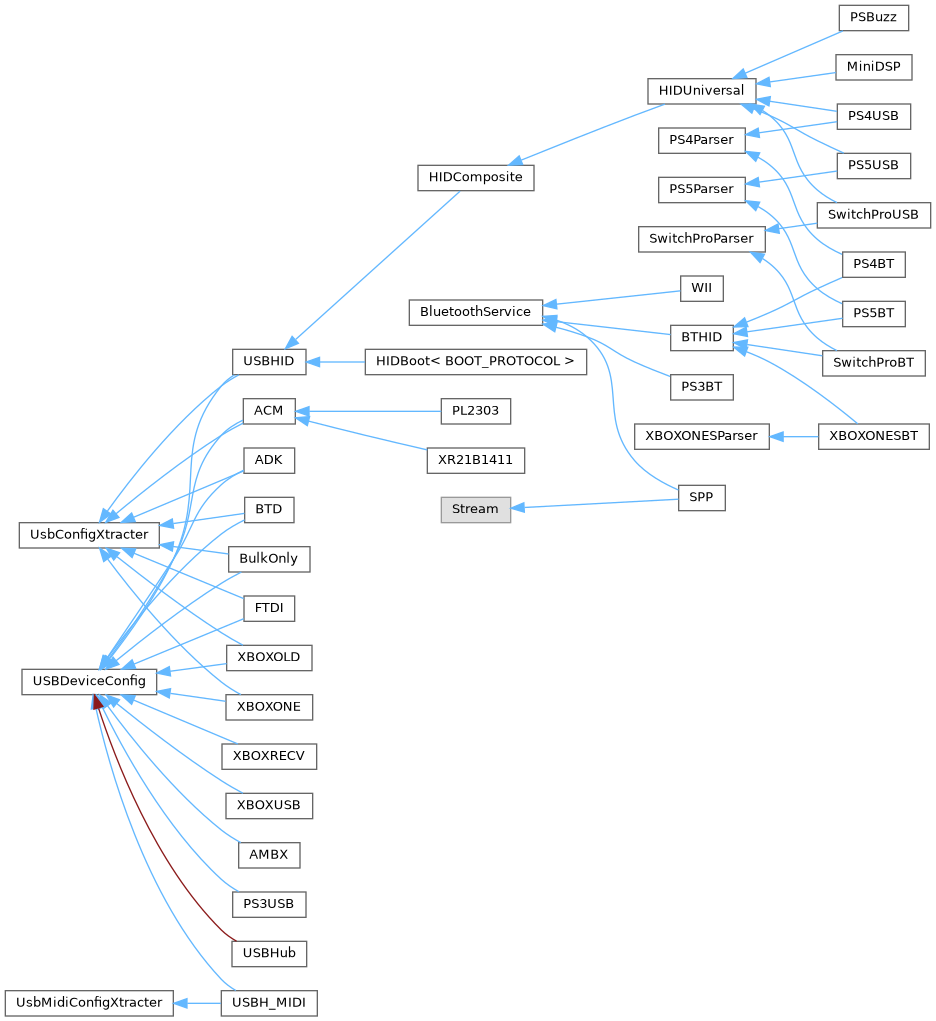 PSBuzz
MiniDSP
HIDUniversal
PS4USB
PS4Parser
PS5USB
HIDComposite
PS5Parser
SwitchProUSB
SwitchProParser
PS4BT
WII
BluetoothService
PS5BT
BTHID
USBHID
HIDBoot< BOOT_PROTOCOL >
SwitchProBT
PS3BT
ACM
PL2303
XBOXONESParser
XBOXONESBT
ADK
XR21B1411
SPP
BTD
Stream
UsbConfigXtracter
BulkOnly
FTDI
XBOXOLD
USBDeviceConfig
XBOXONE
XBOXRECV
XBOXUSB
AMBX
PS3USB
USBHub
UsbMidiConfigXtracter
USBH_MIDI